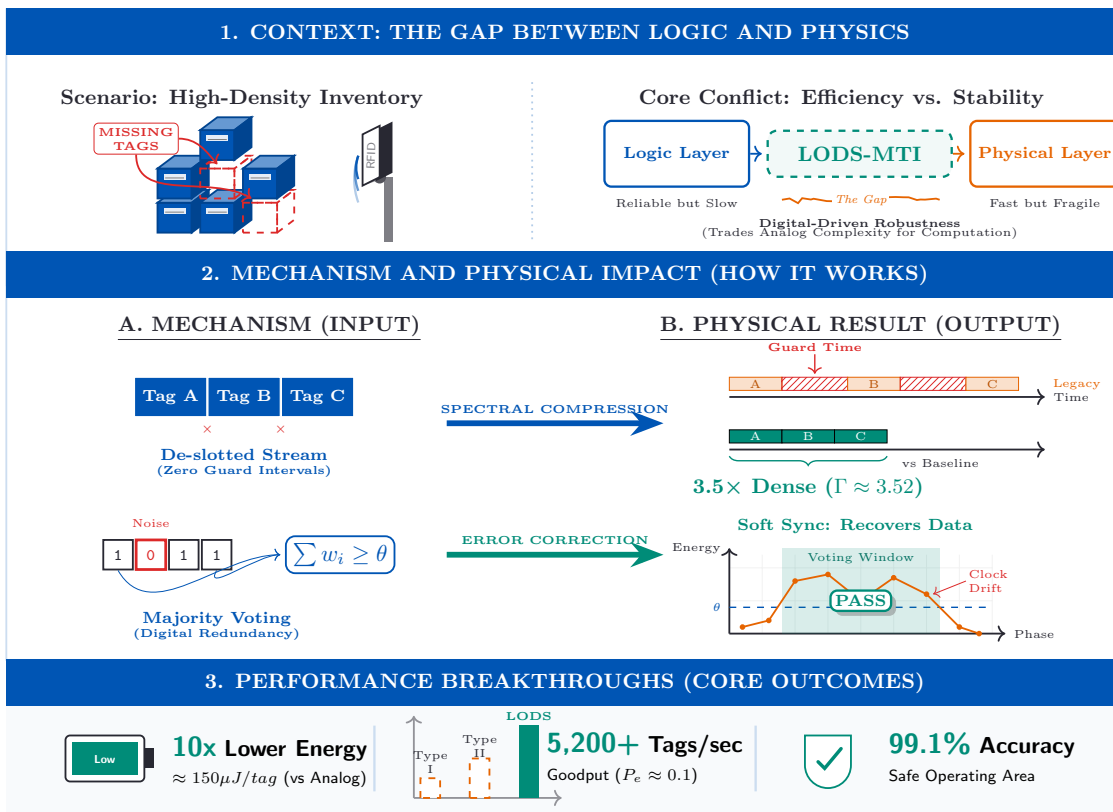 1. CONTEXT: THE GAP BETWEEN LOGIC AND PHYSICS
Scenario: High-Density Inventory
MISSING
TAGS
RFID
Core Conflict: Efficiency vs. Stability
Logic Layer
LODS-MTI
Physical Layer
Reliable but Slow
The Gap
Fast but Fragile
Digital-Driven Robustness
(Trades Analog Complexity for Computation)
2. MECHANISM AND PHYSICAL IMPACT (HOW IT WORKS)
A. MECHANISM (INPUT)
Tag A Tag B Tag C
× ×
De-slotted Stream
(Zero Guard Intervals)
Noise
1 0 1 1
∑ w_i ≥ θ
Majority Voting
(Digital Redundancy)
SPECTRAL COMPRESSION
ERROR CORRECTION
B. PHYSICAL RESULT (OUTPUT)
Guard Time
A B C
Legacy
Time
A B C
vs Baseline
3.5× Dense (Γ ≈ 3.52)
Soft Sync: Recovers Data
Energy
Voting Window
Clock
Drift
PASS
θ
Phase
3. PERFORMANCE BREAKTHROUGHS (CORE OUTCOMES)
Low
10x Lower Energy
≈ 150μJ/tag (vs Analog)
Type
I
Type
II
LODS
5,200+ Tags/sec
Goodput (P_e ≈ 0.1)
99.1% Accuracy
Safe Operating Area